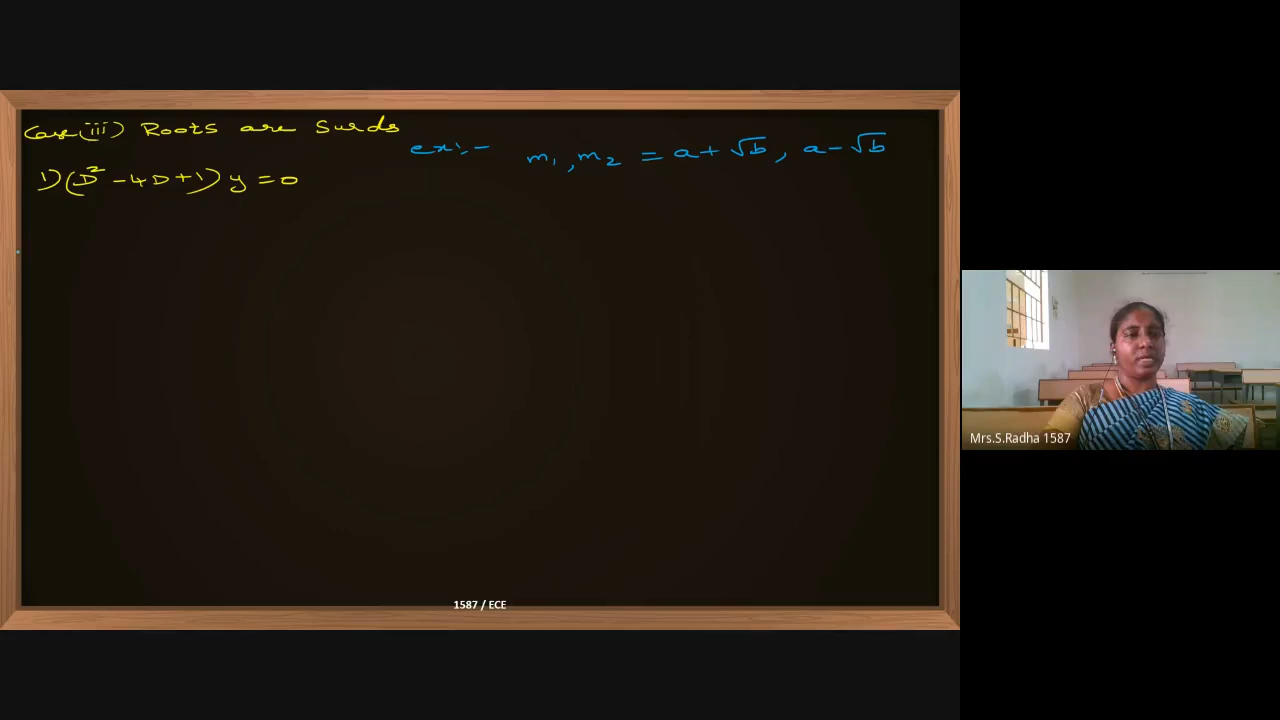 Case(iii) Roots are Surds
ex:- m₁, m₂ = a + √b, a - √b
1) (D² - 4D + 1) y = 0
Mrs.S.Radha 1587
1587 / ECE